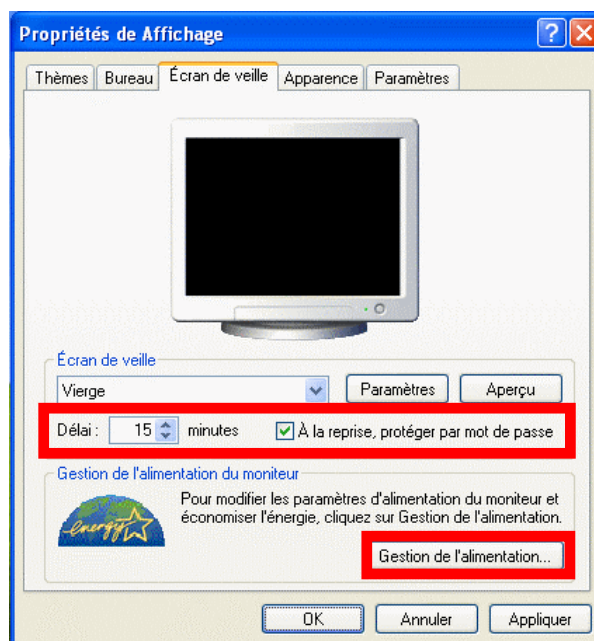 Propriétés de Affichage
Thèmes Bureau Écran de veille Apparence Paramètres
Écran de veille
Vierge Paramètres Aperçu
Délai : 15 minutes À la reprise, protéger par mot de passe
Gestion de l'alimentation du moniteur
Pour modifier les paramètres d'alimentation du moniteur et
économiser l'énergie, cliquez sur Gestion de l'alimentation.
energy
Gestion de l'alimentation...
OK Annuler Appliquer